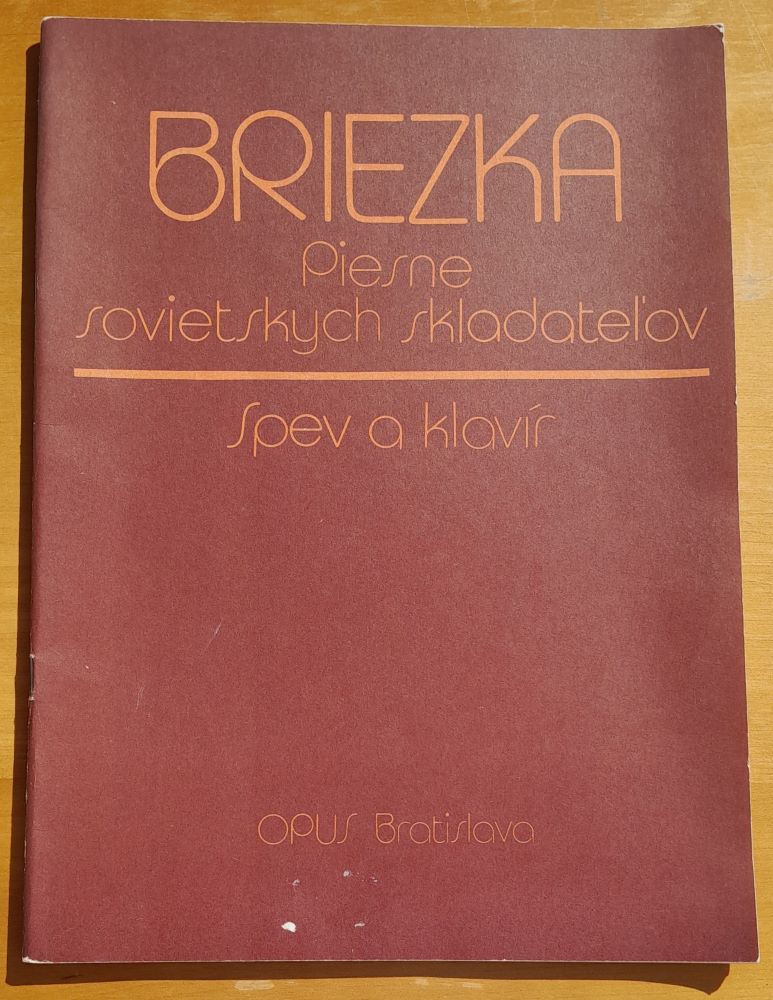 BRIEZKA
Piesne
sovietskych skladateľov
Spev a klavír
OPUS Bratislava